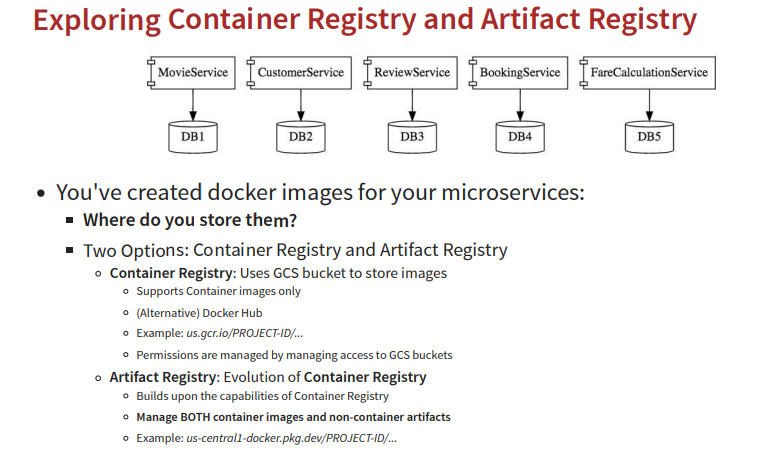 Exploring Container Registry and Artifact Registry
MovieService
CustomerService
ReviewService
BookingService
FareCalculationService
DB1
DB2
DB3
DB4
DB5
You've created docker images for your microservices:
Where do you store them?
Two Options: Container Registry and Artifact Registry
Container Registry: Uses GCS bucket to store images
Supports Container images only
(Alternative) Docker Hub
Example: us.gcr.io/PROJECT-ID/...
Permissions are managed by managing access to GCS buckets
Artifact Registry: Evolution of Container Registry
Builds upon the capabilities of Container Registry
Manage BOTH container images and non-container artifacts
Example: us-central1-docker.pkg.dev/PROJECT-ID/...